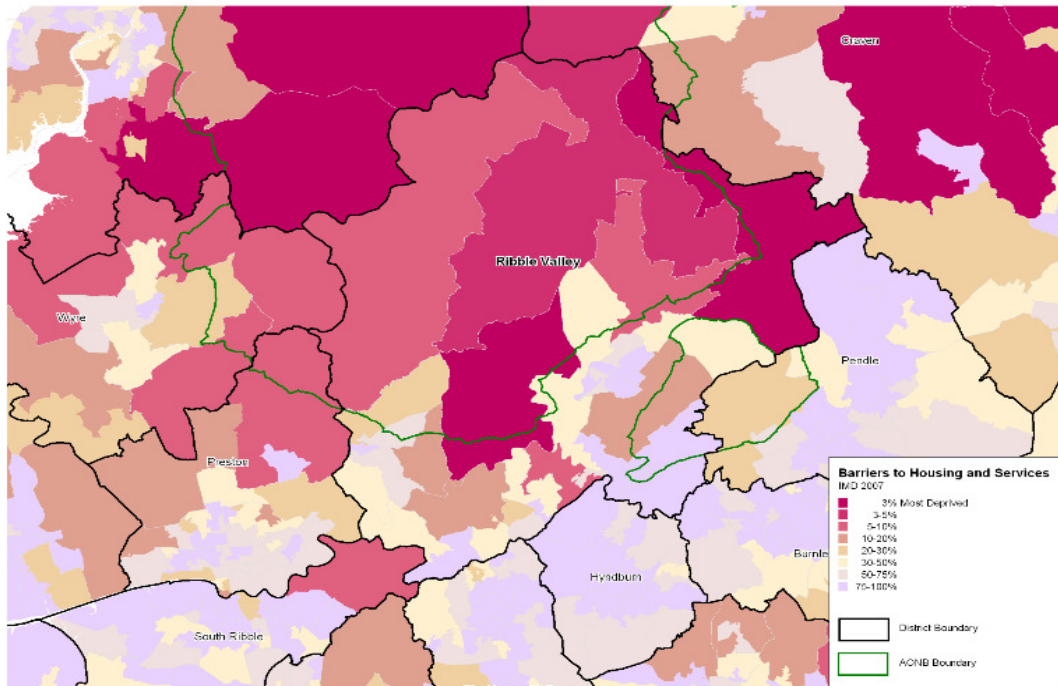 Craven
Ribble Valley
Wyre
Pendle
Preston
Barriers to Housing and Services
IMD 2007
3% Most Deprived
3-5%
5-10%
10-20%
20-30%
30-50%
50-75%
75-100%
Burnle
Hyndburn
District Boundary
South Ribble
AONB Boundary